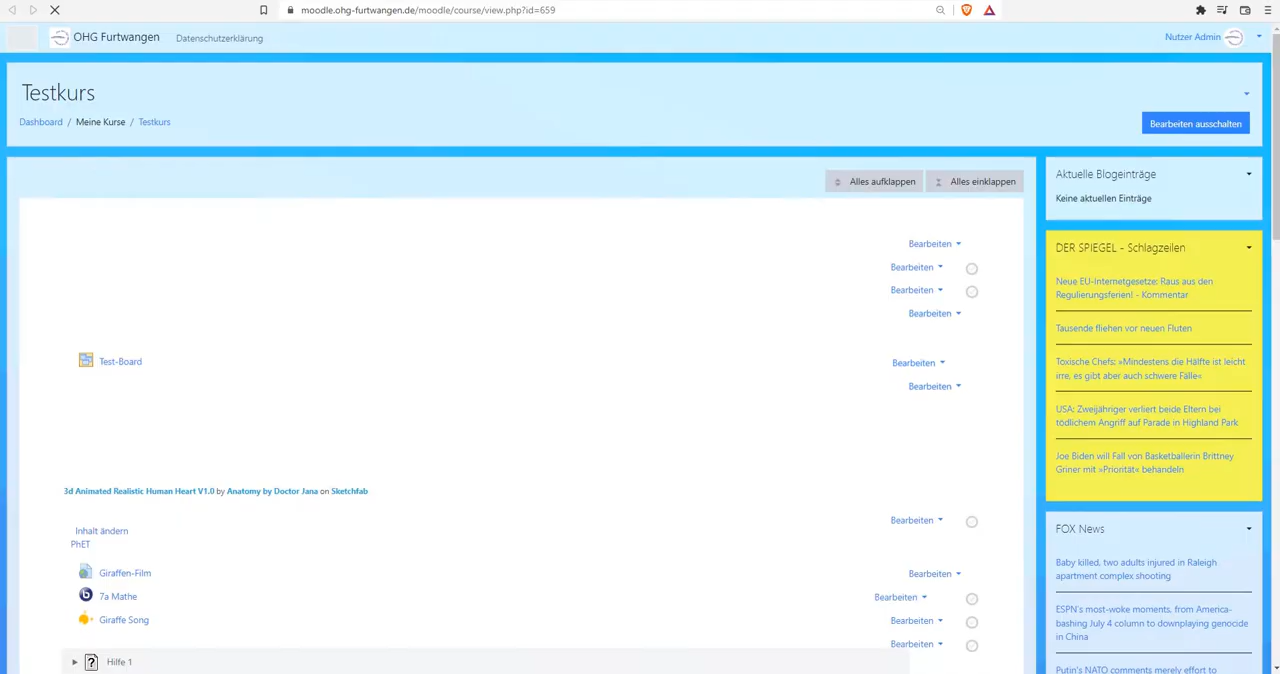 moodle.ohg-furtwangen.de/moodle/course/view.php?id=659
OHG Furtwangen
Datenschutzerklärung
Nutzer Admin
Testkurs
Dashboard / Meine Kurse / Testkurs
Bearbeiten ausschalten
Alles aufklappen
Alles einklappen
Bearbeiten
Bearbeiten
Bearbeiten
Bearbeiten
Test-Board
Bearbeiten
Bearbeiten
3d Animated Realistic Human Heart V1.0 by Anatomy by Doctor Jana on Sketchfab
Bearbeiten
Inhalt ändern
PhET
Giraffen-Film
Bearbeiten
7a Mathe
Bearbeiten
Giraffe Song
Bearbeiten
Bearbeiten
? Hilfe 1
Aktuelle Blogeinträge
Keine aktuellen Einträge
DER SPIEGEL - Schlagzeilen
Neue EU-Internetgesetze: Raus aus den
Regulierungsferien! - Kommentar
Tausende fliehen vor neuen Fluten
Toxische Chefs: »Mindestens die Hälfte ist leicht
irre, es gibt aber auch schwere Fälle«
USA: Zweijähriger verliert beide Eltern bei
tödlichem Angriff auf Parade in Highland Park
Joe Biden will Fall von Basketballerin Brittney
Griner mit »Priorität« behandeln
FOX News
Baby killed, two adults injured in Raleigh
apartment complex shooting
ESPN's most-woke moments, from America-
bashing July 4 column to downplaying genocide
in China
Putin's NATO comments merely effort to